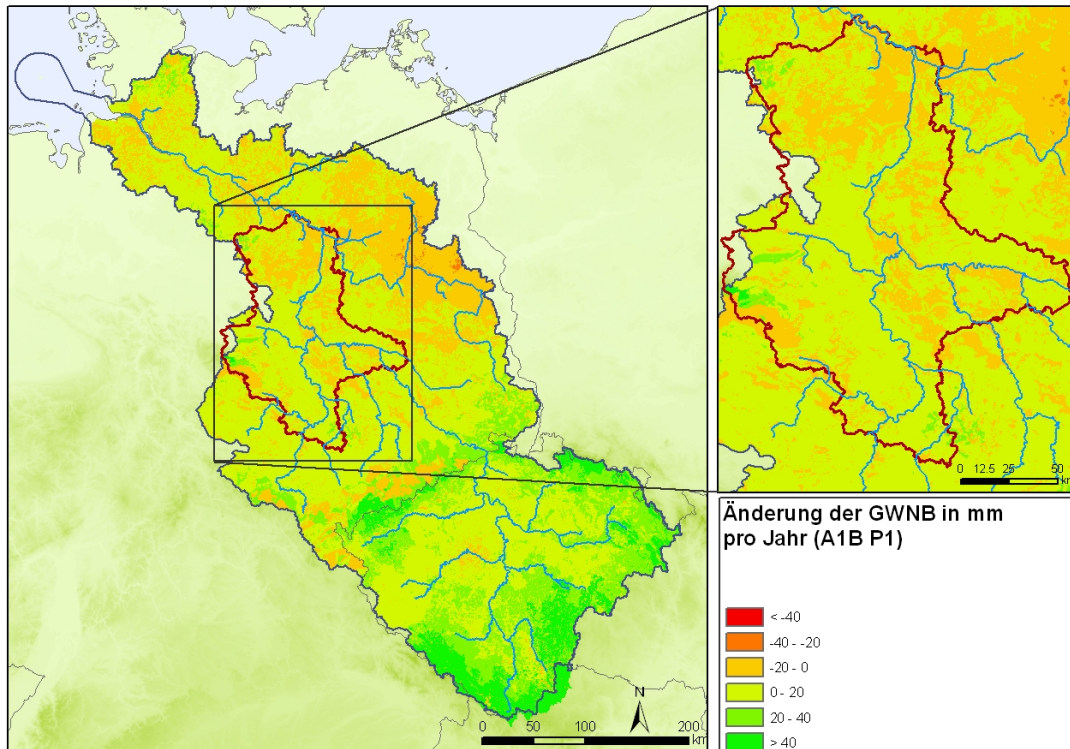 0 12.5 25 50
km
Änderung der GWNB in mm
pro Jahr (A1B P1)
< -40
-40 - -20
-20 - 0
0 - 20
20 - 40
> 40
N
0 50 100 200
km